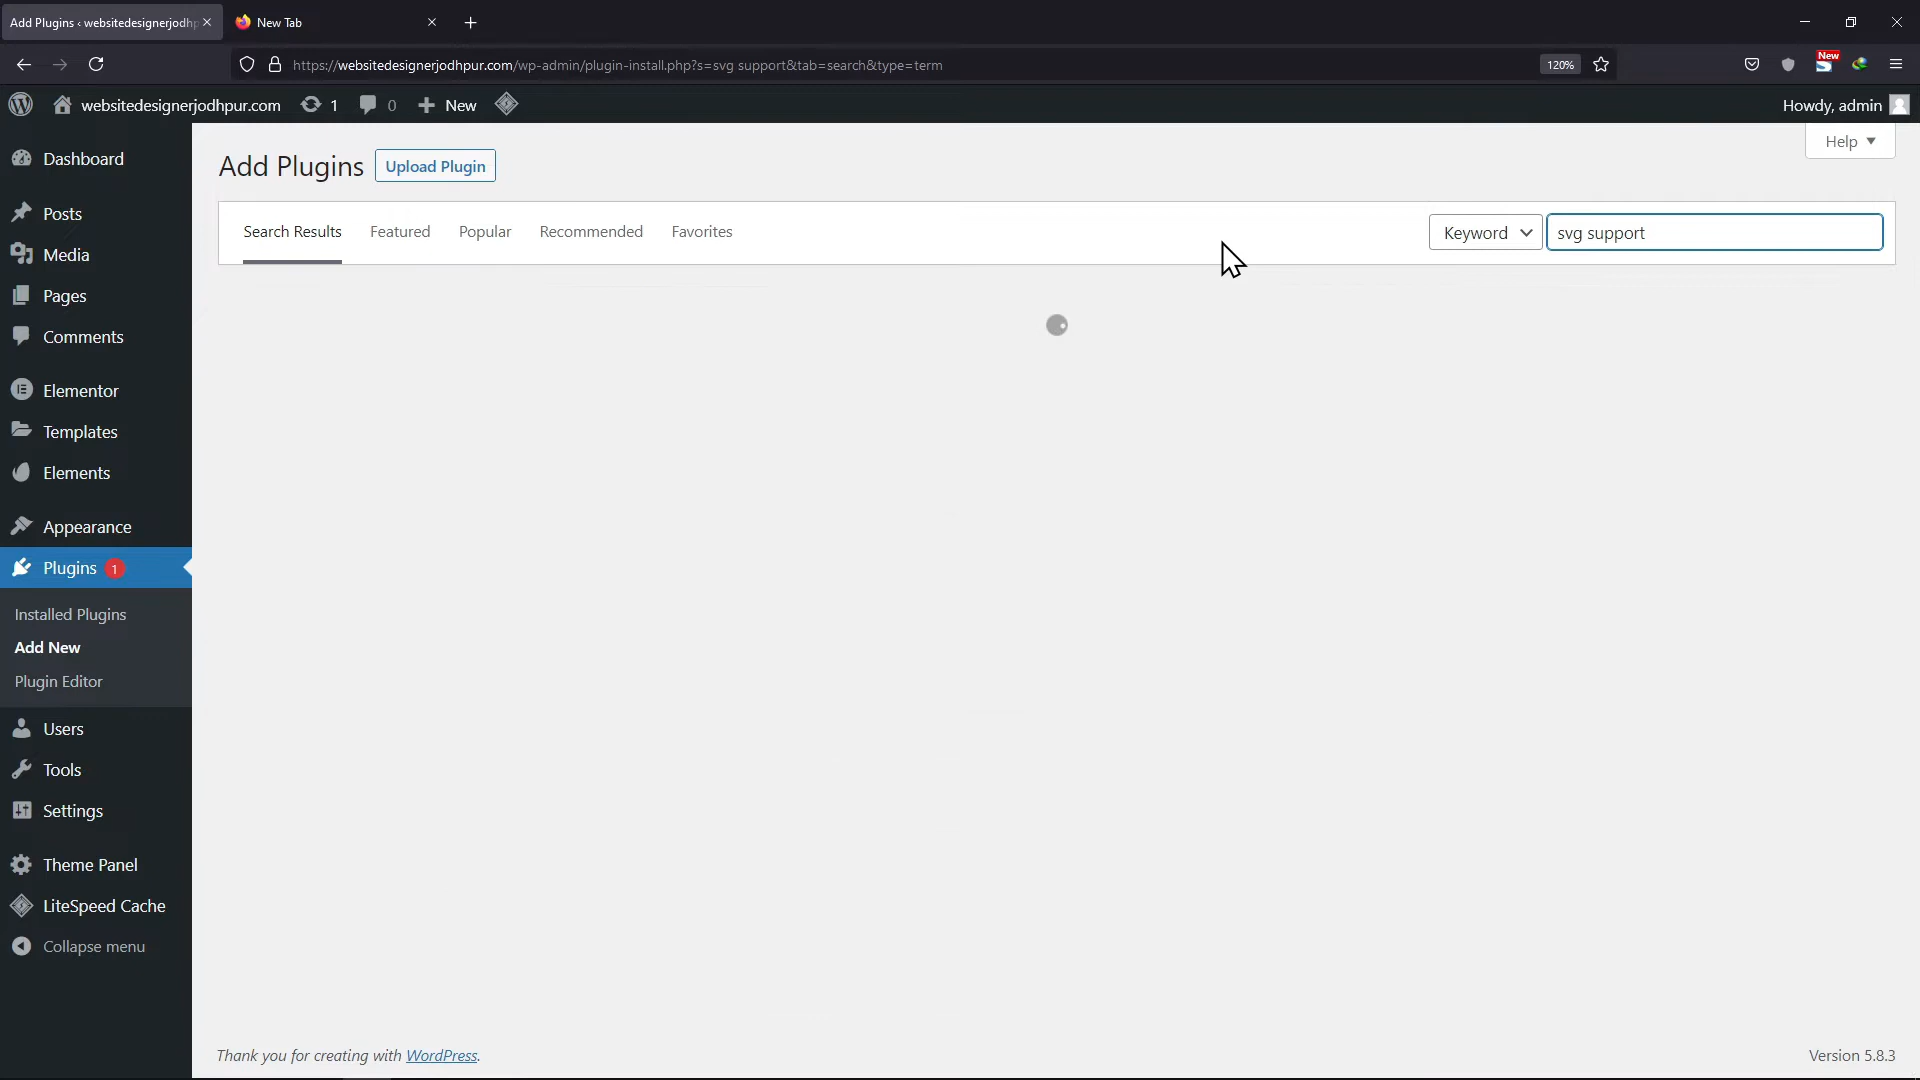 Add Plugins ‹ websitedesignerjodhp
New Tab
https://websitedesignerjodhpur.com/wp-admin/plugin-install.php?s=svg support&tab=search&type=term
120%
New
websitedesignerjodhpur.com
1
0
New
Howdy, admin
Dashboard
Posts
Media
Pages
Comments
Elementor
Templates
Elements
Appearance
Plugins 1
Installed Plugins
Add New
Plugin Editor
Users
Tools
Settings
Theme Panel
LiteSpeed Cache
Collapse menu
Help
Add Plugins
Upload Plugin
Search Results
Featured
Popular
Recommended
Favorites
Keyword
svg support
Thank you for creating with WordPress.
Version 5.8.3